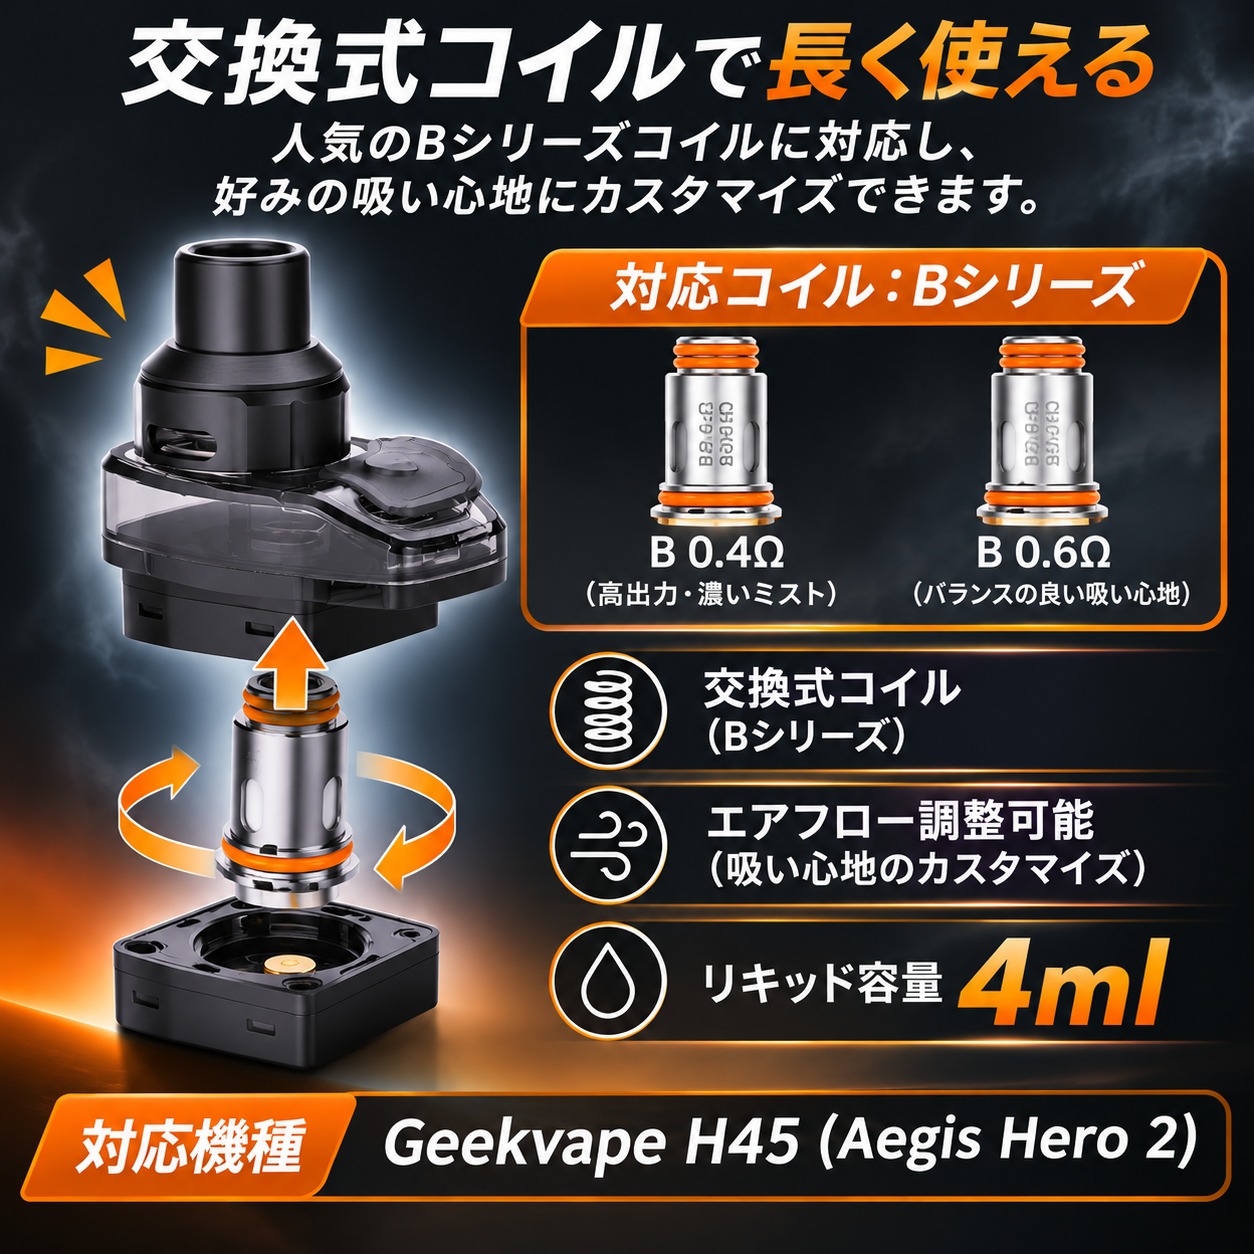 交換式コイルで長く使える
人気のBシリーズコイルに対応し、
好みの吸い心地にカスタマイズできます。
対応コイル：Bシリーズ
B 0.4Ω
（高出力・濃いミスト）
B 0.6Ω
（バランスの良い吸い心地）
交換式コイル
（Bシリーズ）
エアフロー調整可能
（吸い心地のカスタマイズ）
リキッド容量 4ml
対応機種
Geekvape H45 (Aegis Hero 2)